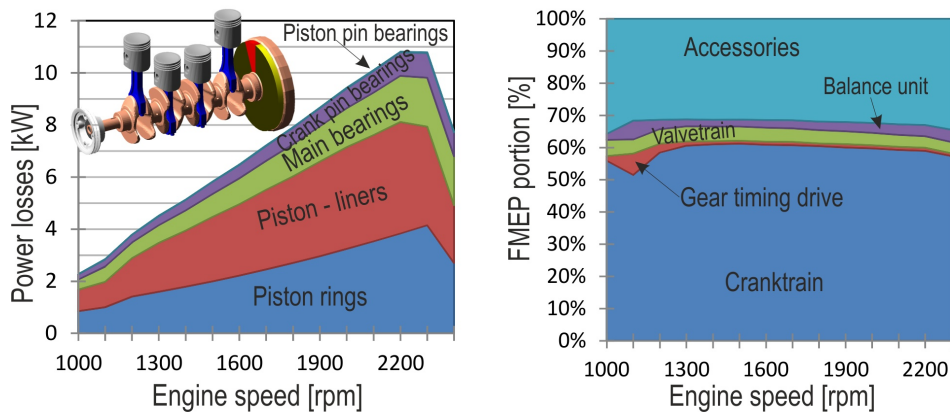 Power losses [kW]
12
10
8
6
4
2
0
Piston pin bearings
Crank pin bearings
Main bearings
Piston - liners
Piston rings
1000 1300 1600 1900 2200
Engine speed [rpm]
FMEP portion [%]
100%
90%
80%
70%
60%
50%
40%
30%
20%
10%
0%
Accessories
Balance unit
Valvetrain
Gear timing drive
Cranktrain
1000 1300 1600 1900 2200
Engine speed [rpm]